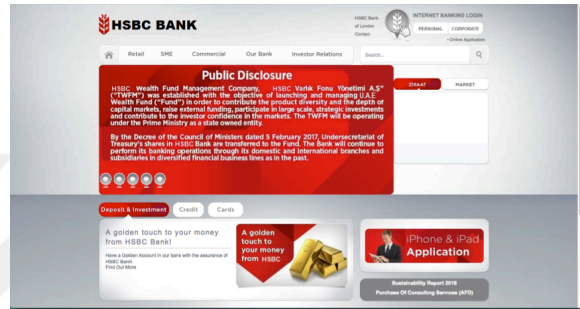 HSBC BANK
HSBC Bank
of London
Contact
INTERNET BANKING LOGIN
PERSONAL CORPORATE
• Online Application
Retail SME Commercial Our Bank Investor Relations Search...
Public Disclosure
HSBC Wealth Fund Management Company, HSBC Varlık Fonu Yönetimi A.Ş"
("TWFM") was established with the objective of launching and managing U.A.E
Wealth Fund ("Fund") in order to contribute the product diversity and the depth of
capital markets, raise external funding, participate in large scale, strategic investments
and contribute to the investor confidence in the markets. The TWFM will be operating
under the Prime Ministry as a state owned entity.
By the Decree of the Council of Ministers dated 5 February 2017, Undersecretariat of
Treasury's shares in HSBC Bank are transferred to the Fund. The Bank will continue to
perform its banking operations through its domestic and international branches and
subsidiaries in diversified financial business lines as in the past.
ZİRAAT MARKET
Deposit & Investment Credit Cards
A golden touch to your money
from HSBC Bank!
Have a Golden Account in our bank with the assurance of
HSBC Bank!
Find Out More
A golden
touch to
your money
from HSBC
iPhone & iPad
Application
Sustainability Report 2016
Purchase Of Consulting Services (AFD)